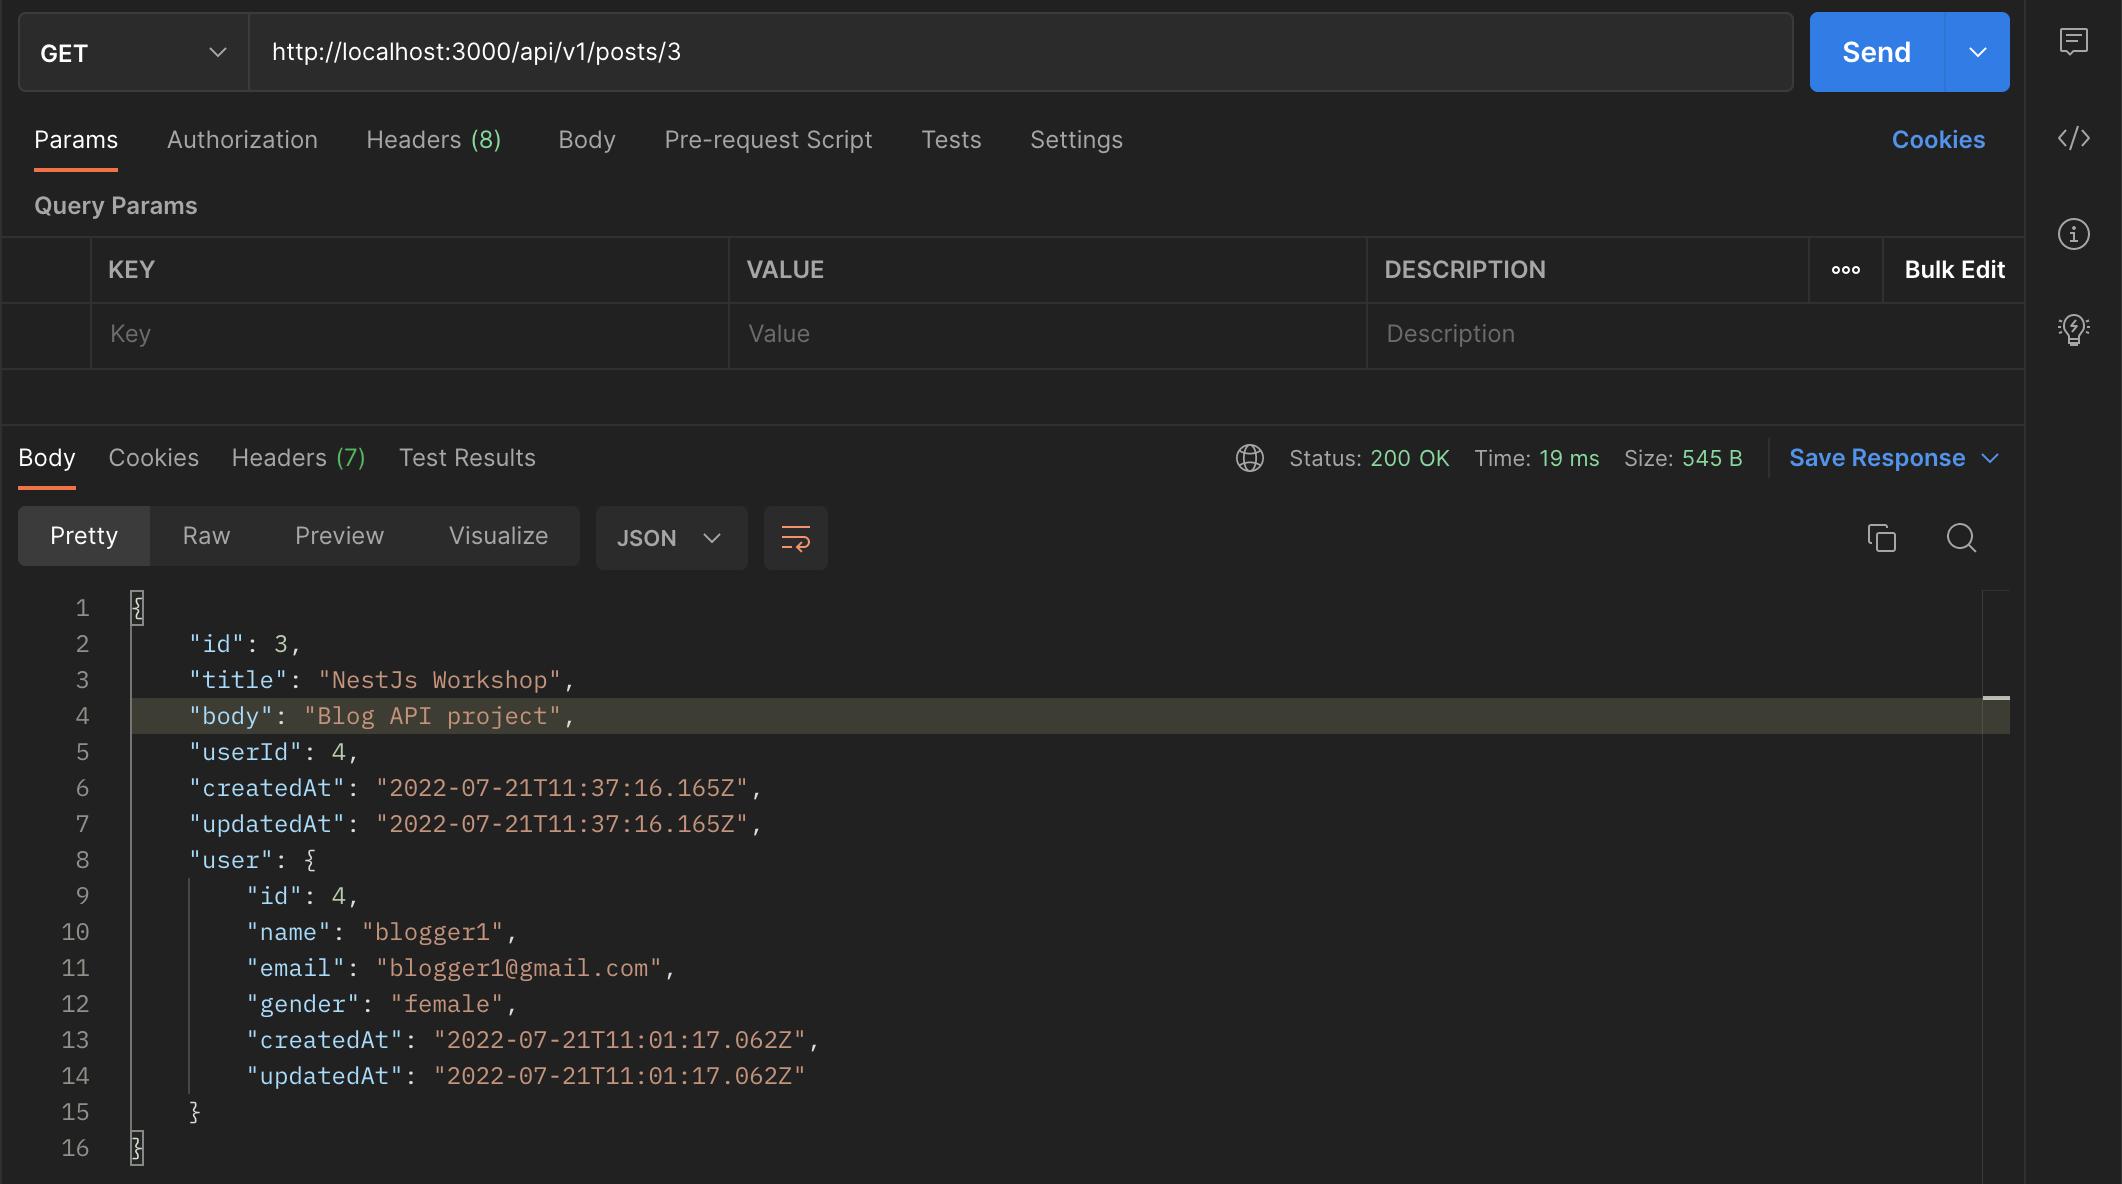 GET http://localhost:3000/api/v1/posts/3 Send
Params Authorization Headers (8) Body Pre-request Script Tests Settings Cookies
Query Params
KEY VALUE DESCRIPTION ooo Bulk Edit
Key Value Description
Body Cookies Headers (7) Test Results Status: 200 OK Time: 19 ms Size: 545 B Save Response
Pretty Raw Preview Visualize JSON
1 {
2 "id": 3,
3 "title": "NestJs Workshop",
4 "body": "Blog API project",
5 "userId": 4,
6 "createdAt": "2022-07-21T11:37:16.165Z",
7 "updatedAt": "2022-07-21T11:37:16.165Z",
8 "user": {
9 "id": 4,
10 "name": "blogger1",
11 "email": "blogger1@gmail.com",
12 "gender": "female",
13 "createdAt": "2022-07-21T11:01:17.062Z",
14 "updatedAt": "2022-07-21T11:01:17.062Z"
15 }
16 }